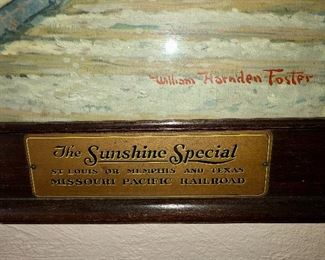 William Harnden Foster
The Sunshine Special
ST. LOUIS OR MEMPHIS AND TEXAS
MISSOURI PACIFIC RAILROAD